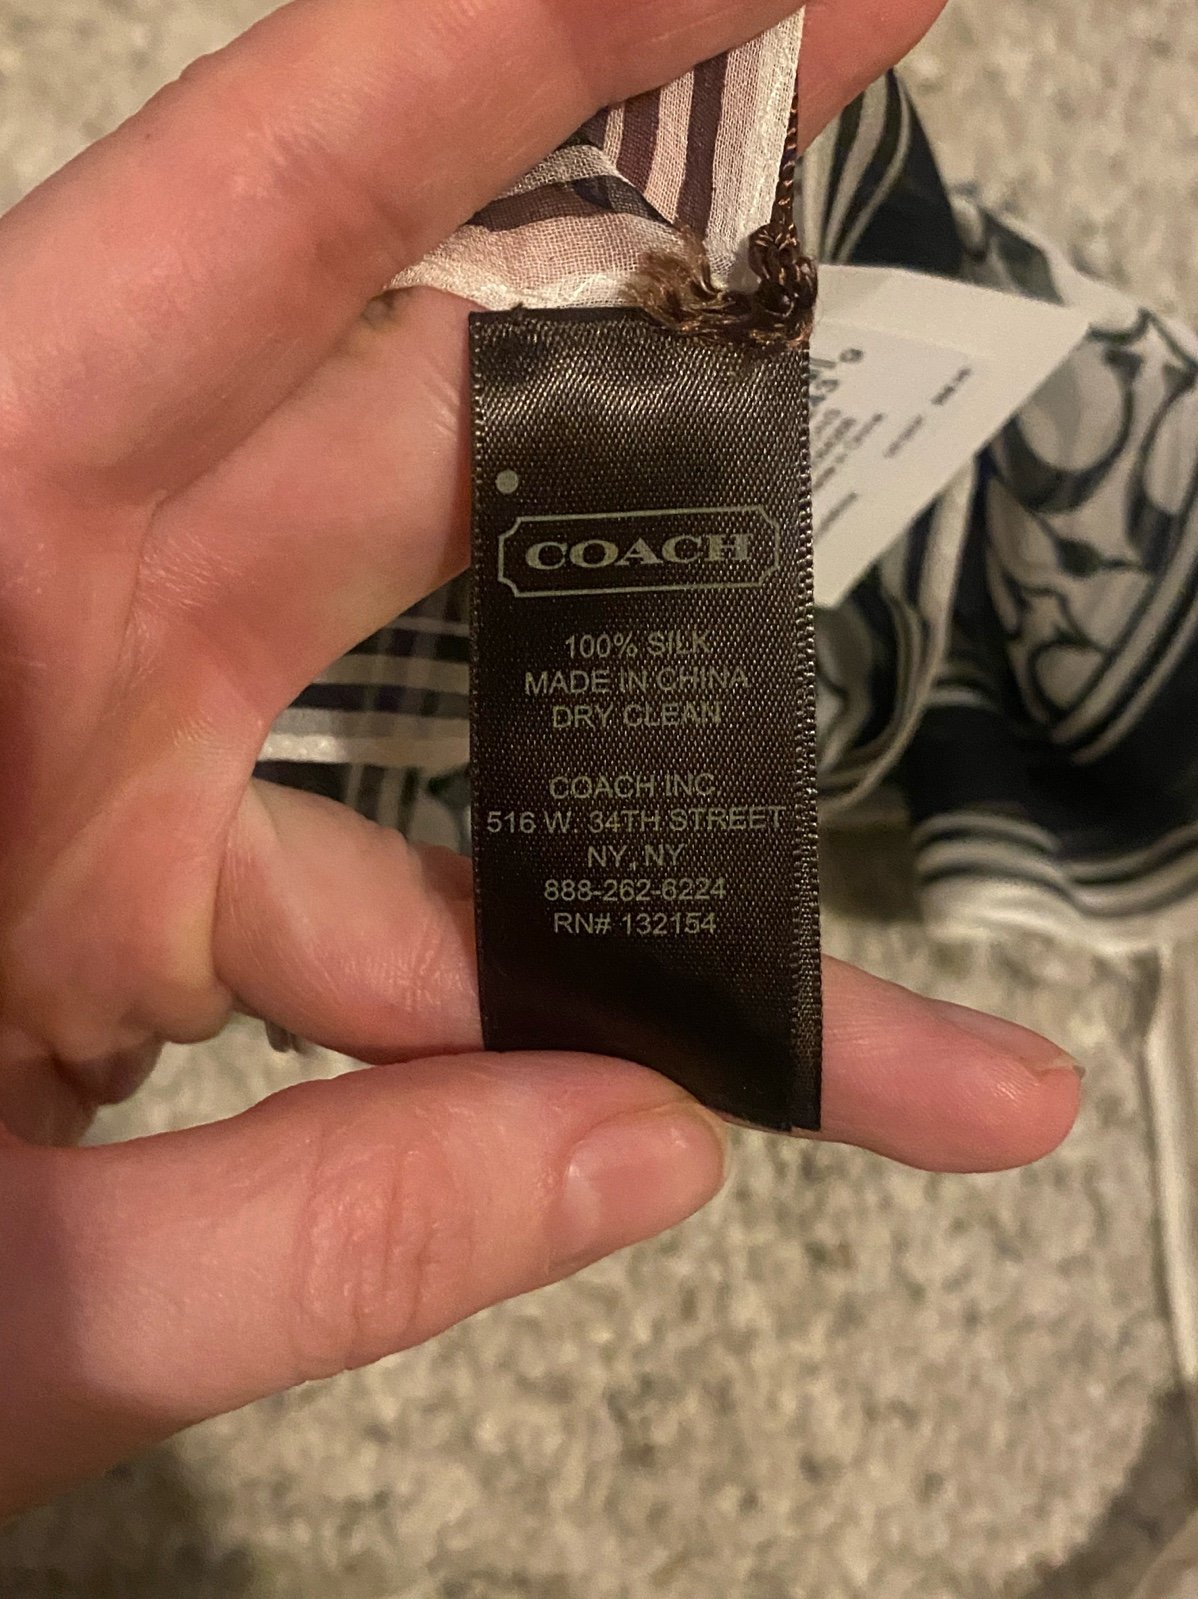 COACH
100% SILK
MADE IN CHINA
DRY CLEAN
COACH INC
516 W. 34TH STREET
NY, NY
888-262-6224
RN# 132154